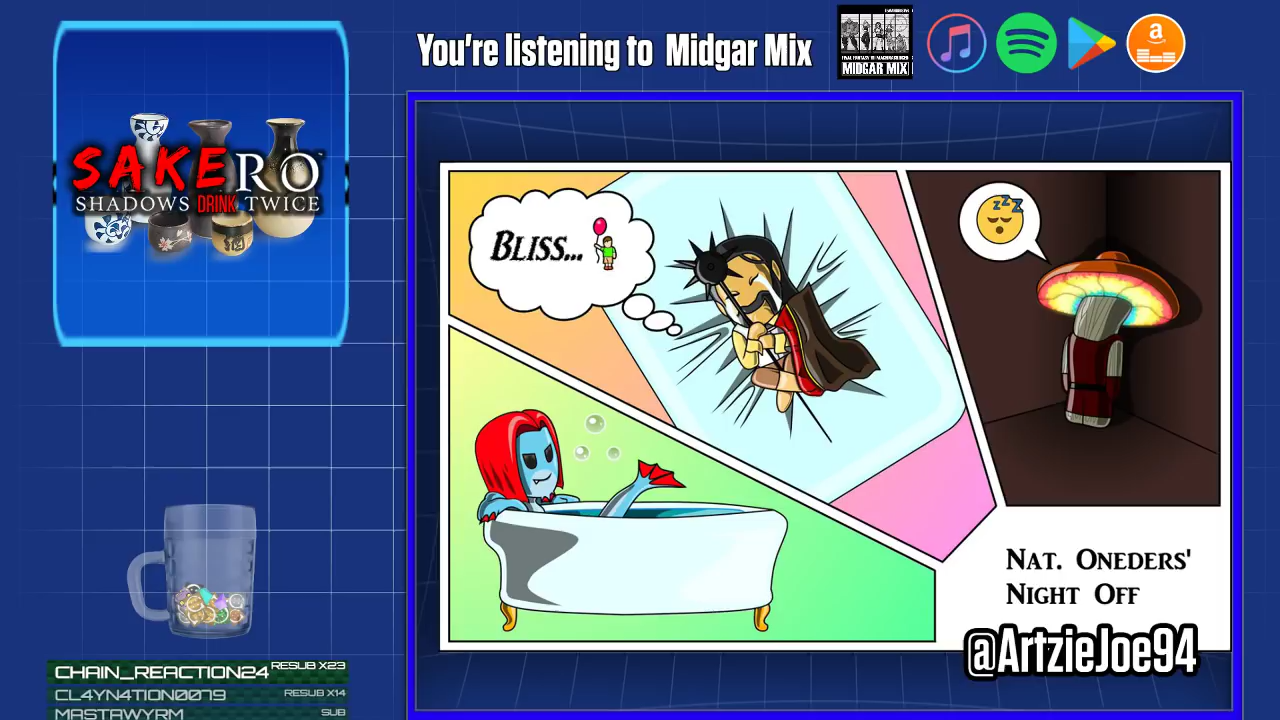 You're listening to Midgar Mix
MIDGAR MIX
SAKERO™
SHADOWS DRINK TWICE
BLISS...
z z z
NAT. ONEDERS'
NIGHT OFF
@ArtzieJoe94
CHAIN_REACTION24 RESUB X23
CL4YN4TION0079 RESUB X14
MASTAWYRM SUB